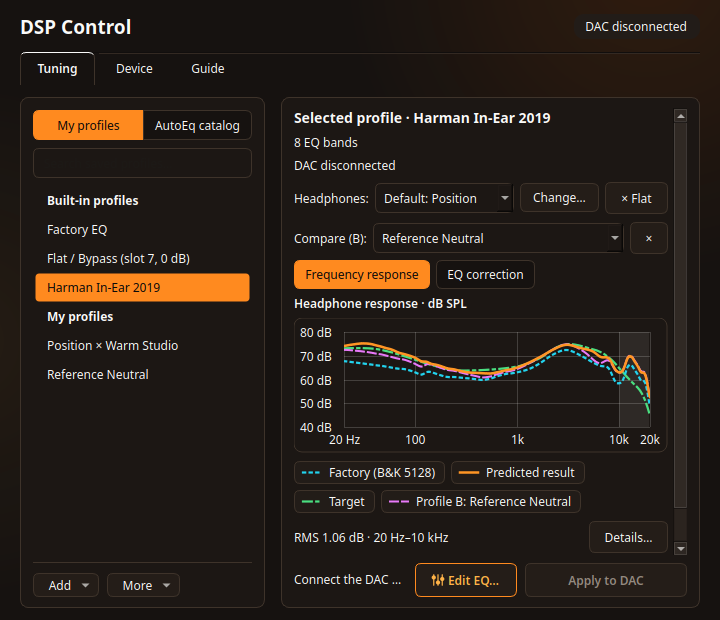 DSP Control
DAC disconnected
Tuning
Device
Guide
My profiles
AutoEq catalog
Built-in profiles
Factory EQ
Flat / Bypass (slot 7, 0 dB)
Harman In-Ear 2019
My profiles
Position × Warm Studio
Reference Neutral
Add
More
Selected profile · Harman In-Ear 2019
8 EQ bands
DAC disconnected
Headphones:
Default: Position
Change...
× Flat
Compare (B):
Reference Neutral
×
Frequency response
EQ correction
Headphone response · dB SPL
80 dB
70 dB
60 dB
50 dB
40 dB
20 Hz
100
1k
10k
20k
Factory (B&K 5128)
Predicted result
Target
Profile B: Reference Neutral
RMS 1.06 dB · 20 Hz–10 kHz
Details...
Connect the DAC ...
Edit EQ...
Apply to DAC